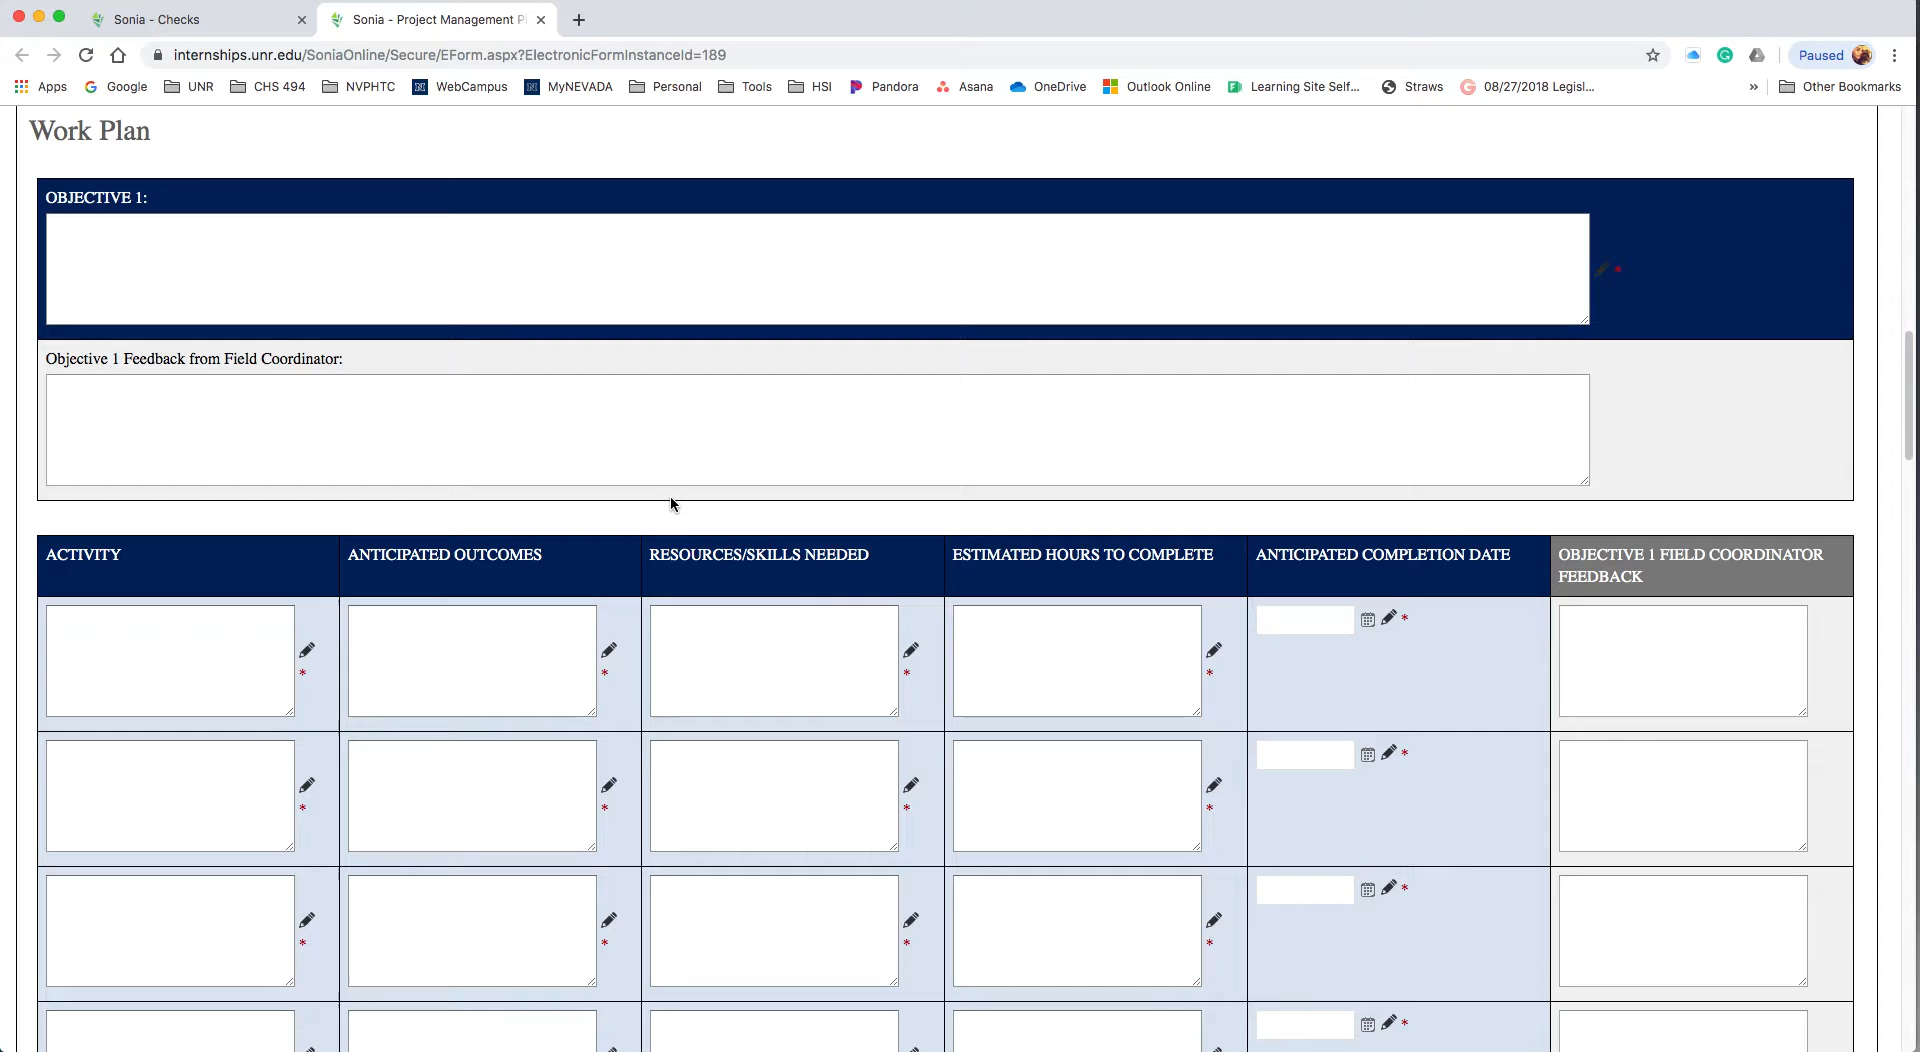 Sonia - Checks
Sonia - Project Management P
internships.unr.edu/SoniaOnline/Secure/EForm.aspx?ElectronicFormInstanceId=189
Paused
Apps
Google
UNR
CHS 494
NVPHTC
WebCampus
MyNEVADA
Personal
Tools
HSI
Pandora
Asana
OneDrive
Outlook Online
Learning Site Self...
Straws
08/27/2018 Legisl...
»
Other Bookmarks
Work Plan
OBJECTIVE 1:
*
Objective 1 Feedback from Field Coordinator:
ACTIVITY
ANTICIPATED OUTCOMES
RESOURCES/SKILLS NEEDED
ESTIMATED HOURS TO COMPLETE
ANTICIPATED COMPLETION DATE
OBJECTIVE 1 FIELD COORDINATOR
FEEDBACK
* * * * *
* * * * *
* * * * *
*